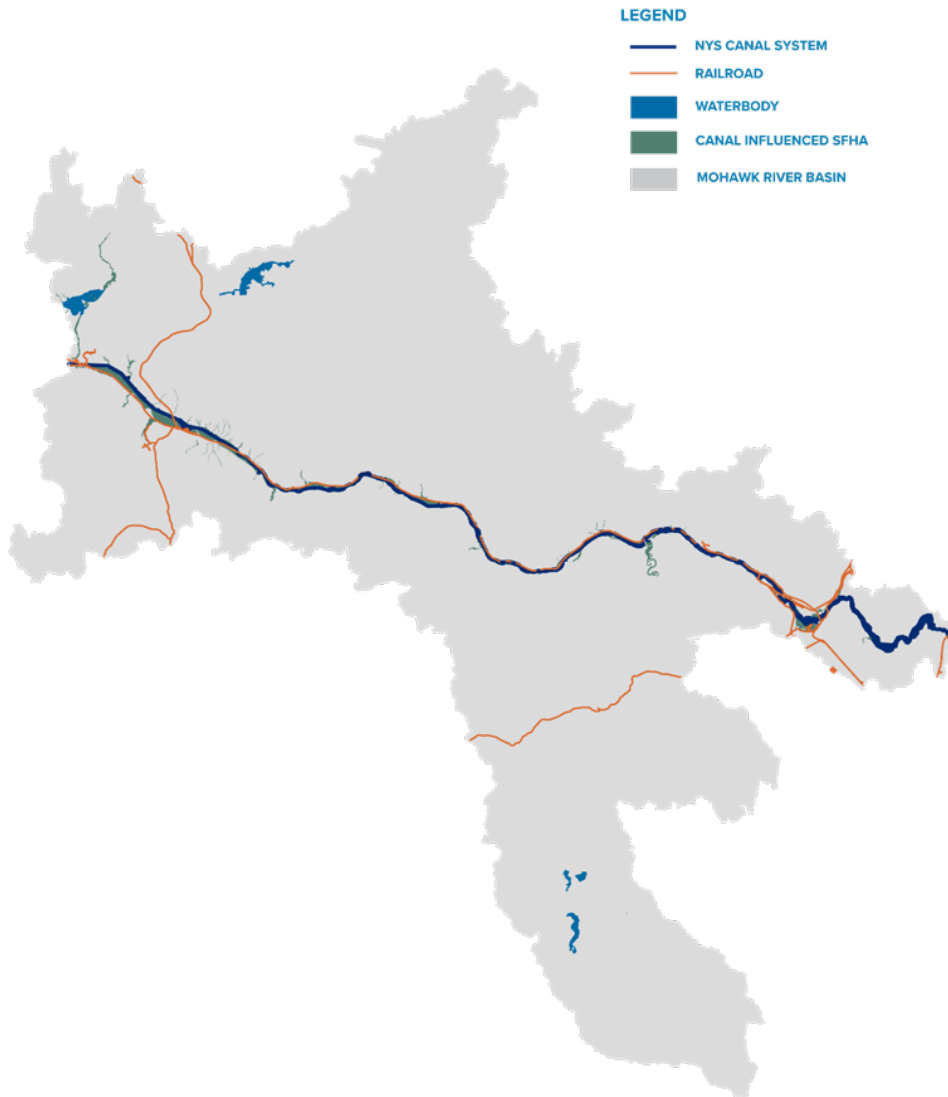 LEGEND
NYS CANAL SYSTEM
RAILROAD
WATERBODY
CANAL INFLUENCED SFHA
MOHAWK RIVER BASIN